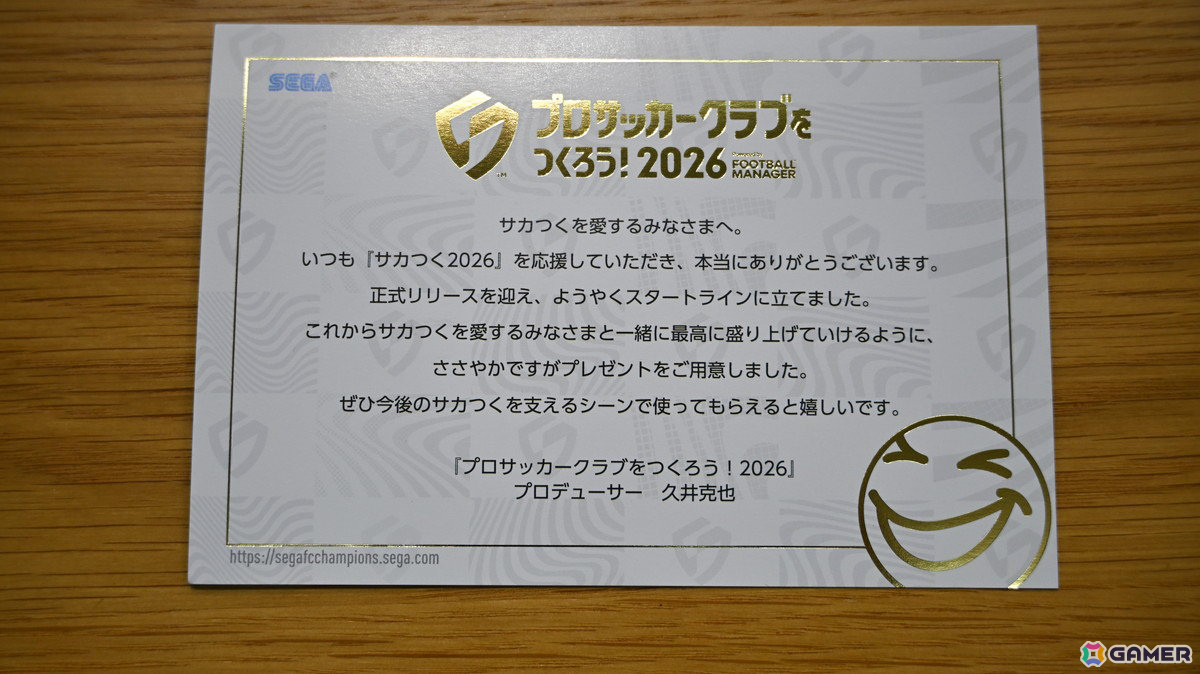 SEGA
プロサッカークラブを
つくろう!2026 Powered by FOOTBALL MANAGER
サカつくを愛するみなさまへ。
いつも『サカつく2026』を応援していただき、本当にありがとうございます。
正式リリースを迎え、ようやくスタートラインに立てました。
これからサカつくを愛するみなさまと一緒に最高に盛り上げていけるように、
ささやかですがプレゼントをご用意しました。
ぜひ今後のサカつくを支えるシーンで使ってもらえると嬉しいです。
『プロサッカークラブをつくろう！2026』
プロデューサー　久井克也
https://segafcchampions.sega.com
GAMER